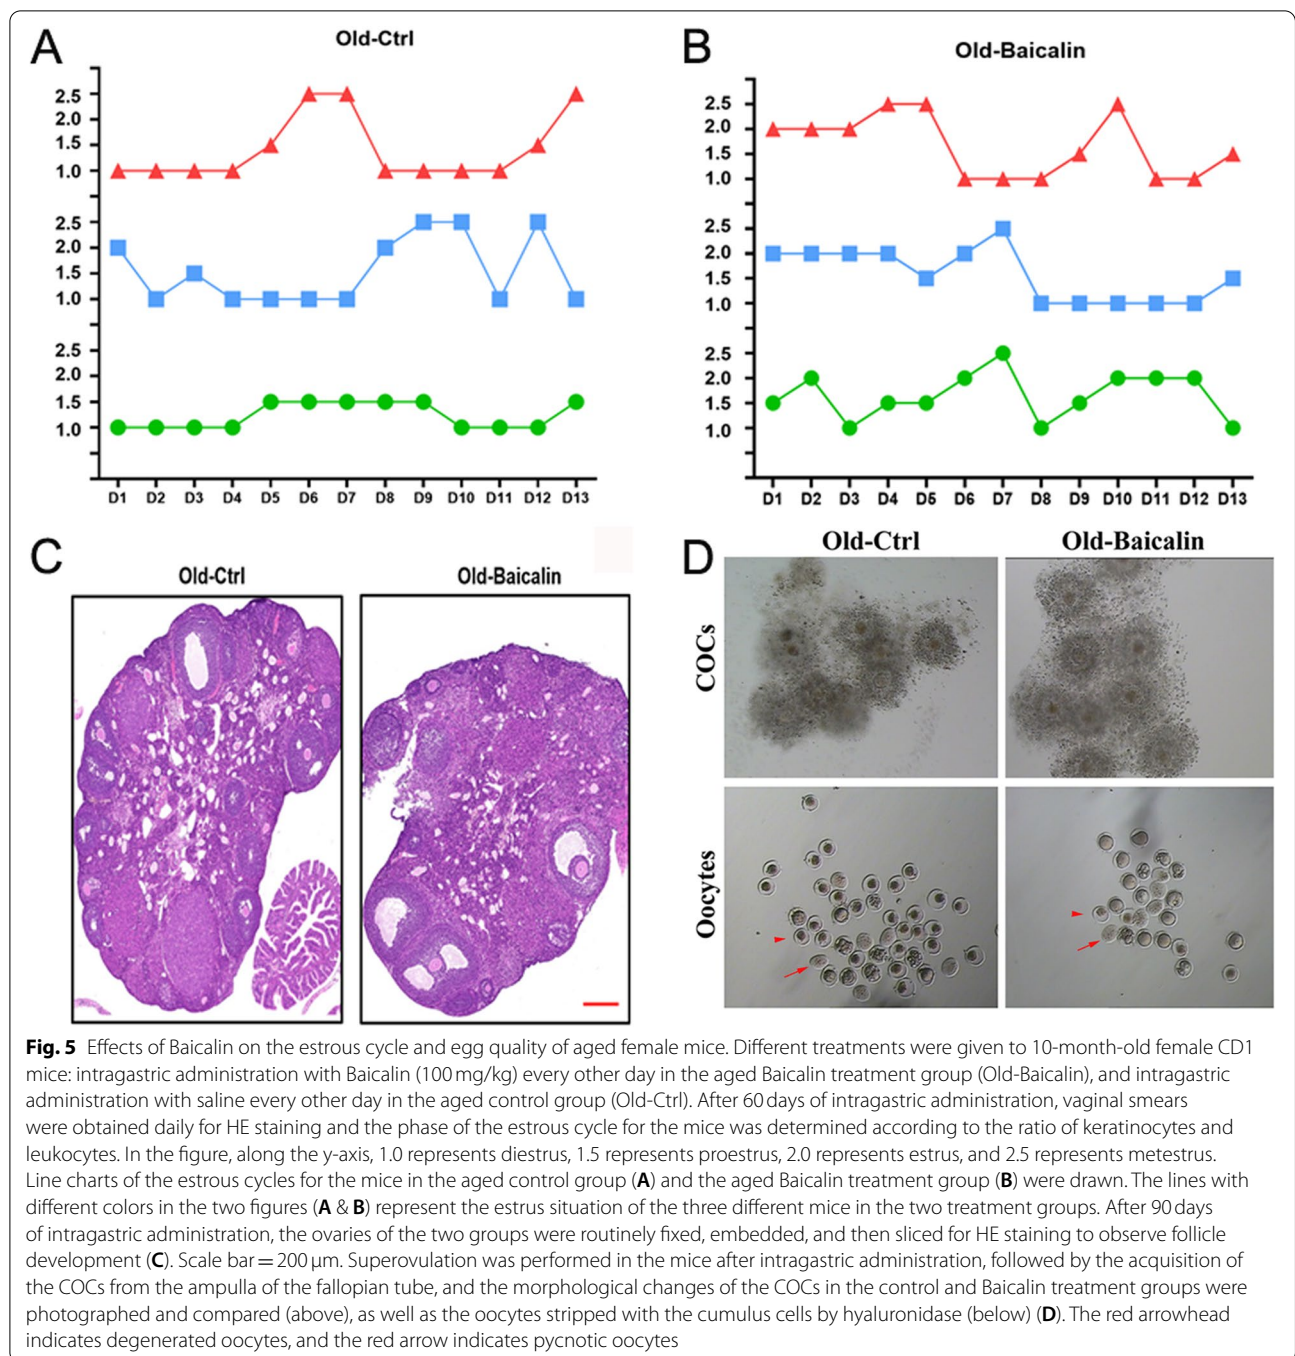 A
Old-Ctrl
2.5
2.0
1.5
1.0
2.5
2.0
1.5
1.0
2.5
2.0
1.5
1.0
D1 D2 D3 D4 D5 D6 D7 D8 D9 D10 D11 D12 D13
B
Old-Baicalin
2.5
2.0
1.5
1.0
2.5
2.0
1.5
1.0
2.5
2.0
1.5
1.0
D1 D2 D3 D4 D5 D6 D7 D8 D9 D10 D11 D12 D13
C
Old-Ctrl Old-Baicalin
D
Old-Ctrl Old-Baicalin
COCs
Oocytes
Fig. 5 Effects of Baicalin on the estrous cycle and egg quality of aged female mice. Different treatments were given to 10-month-old female CD1
mice: intragastric administration with Baicalin (100 mg/kg) every other day in the aged Baicalin treatment group (Old-Baicalin), and intragastric
administration with saline every other day in the aged control group (Old-Ctrl). After 60 days of intragastric administration, vaginal smears
were obtained daily for HE staining and the phase of the estrous cycle for the mice was determined according to the ratio of keratinocytes and
leukocytes. In the figure, along the y-axis, 1.0 represents diestrus, 1.5 represents proestrus, 2.0 represents estrus, and 2.5 represents metestrus.
Line charts of the estrous cycles for the mice in the aged control group (A) and the aged Baicalin treatment group (B) were drawn. The lines with
different colors in the two figures (A & B) represent the estrus situation of the three different mice in the two treatment groups. After 90 days
of intragastric administration, the ovaries of the two groups were routinely fixed, embedded, and then sliced for HE staining to observe follicle
development (C). Scale bar = 200 μm. Superovulation was performed in the mice after intragastric administration, followed by the acquisition of
the COCs from the ampulla of the fallopian tube, and the morphological changes of the COCs in the control and Baicalin treatment groups were
photographed and compared (above), as well as the oocytes stripped with the cumulus cells by hyaluronidase (below) (D). The red arrowhead
indicates degenerated oocytes, and the red arrow indicates pycnotic oocytes